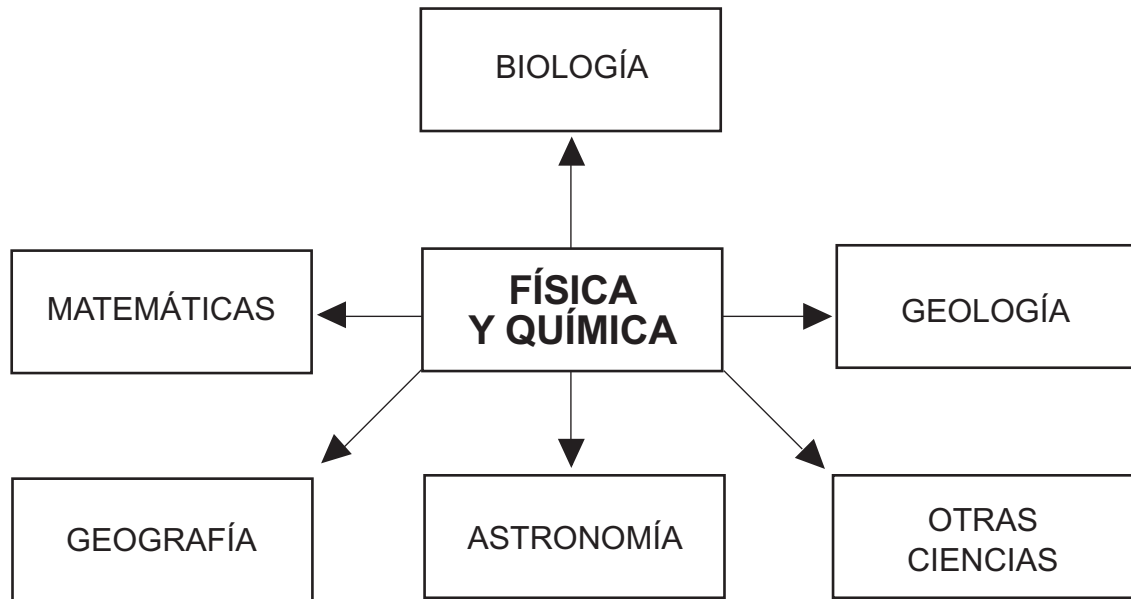 BIOLOGÍA
MATEMÁTICAS
FÍSICA
Y QUÍMICA
GEOLOGÍA
GEOGRAFÍA
ASTRONOMÍA
OTRAS
CIENCIAS